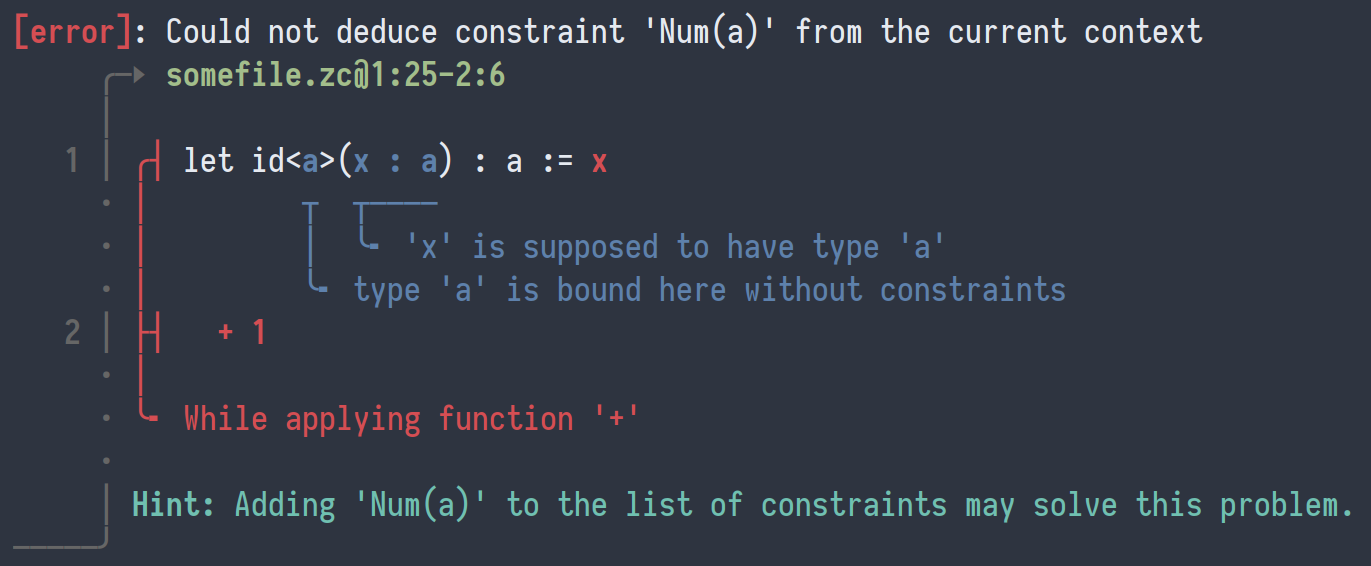 [error]: Could not deduce constraint 'Num(a)' from the current context
somefile.zc@1:25-2:6
1 let id<a>(x : a) : a := x
'x' is supposed to have type 'a'
type 'a' is bound here without constraints
2 + 1
While applying function '+'
Hint: Adding 'Num(a)' to the list of constraints may solve this problem.